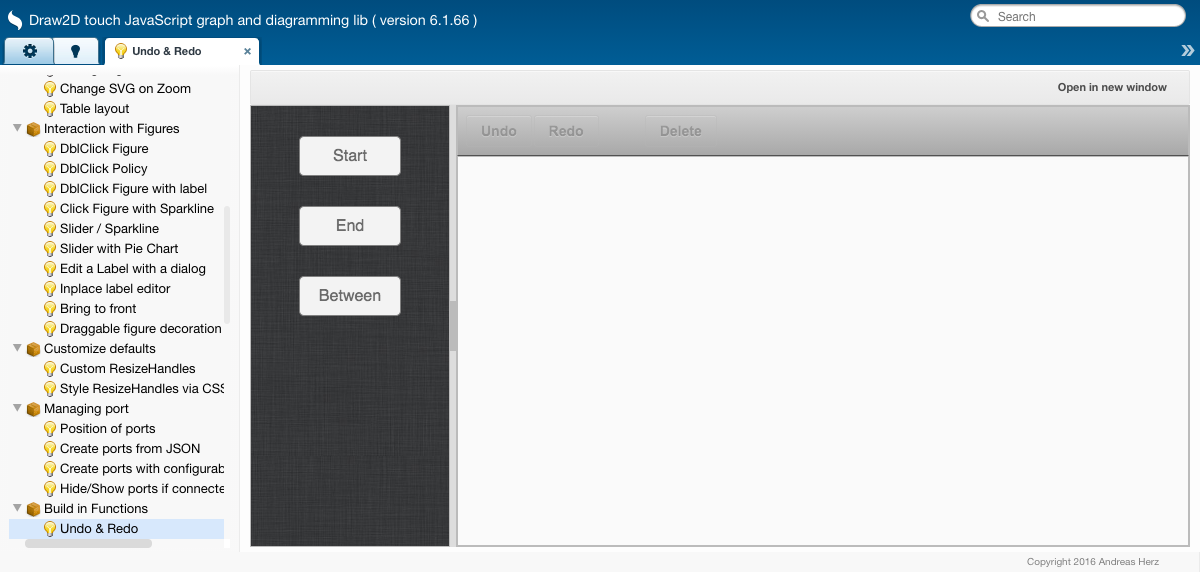 Draw2D touch JavaScript graph and diagramming lib ( version 6.1.66 )
Search
Undo & Redo
Open in new window
Change SVG on Zoom
Table layout
Interaction with Figures
DblClick Figure
DblClick Policy
DblClick Figure with label
Click Figure with Sparkline
Slider / Sparkline
Slider with Pie Chart
Edit a Label with a dialog
Inplace label editor
Bring to front
Draggable figure decoration
Customize defaults
Custom ResizeHandles
Style ResizeHandles via CSS
Managing port
Position of ports
Create ports from JSON
Create ports with configurab
Hide/Show ports if connecte
Build in Functions
Undo & Redo
Start
End
Between
Undo Redo Delete
Copyright 2016 Andreas Herz